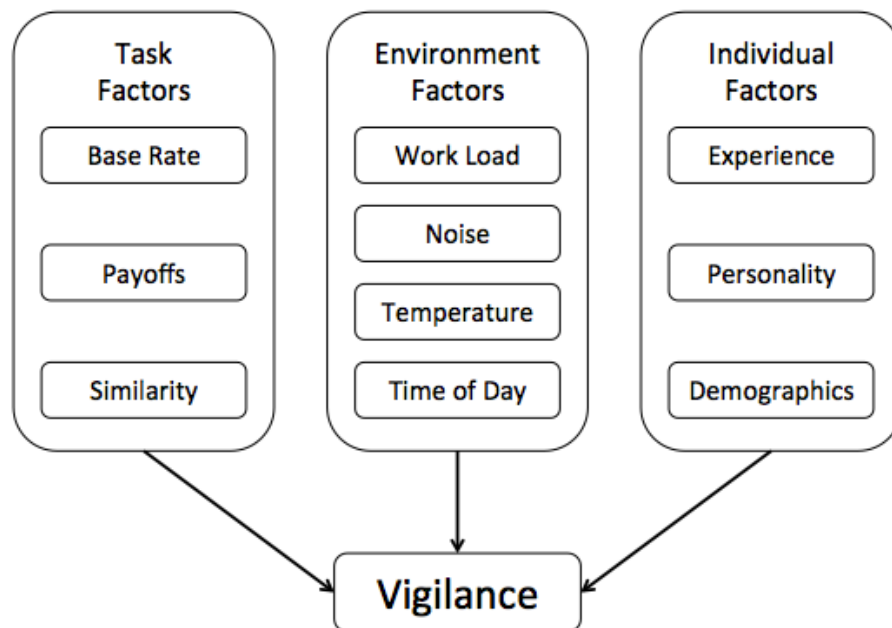 Task
Factors
Base Rate
Payoffs
Similarity
Environment
Factors
Work Load
Noise
Temperature
Time of Day
Individual
Factors
Experience
Personality
Demographics
Vigilance